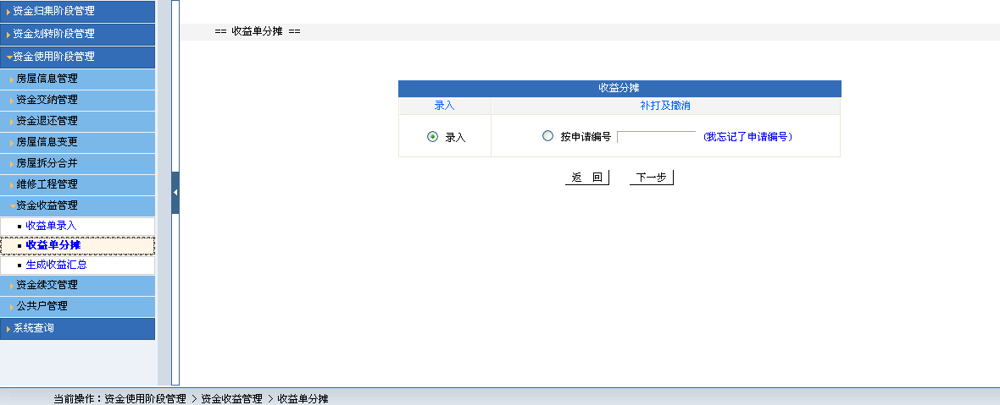 资金归集阶段管理
资金划转阶段管理
资金使用阶段管理
房屋信息管理
资金交纳管理
资金退还管理
房屋信息变更
房屋拆分合并
维修工程管理
资金收益管理
收益单录入
收益单分摊
生成收益汇总
资金续交管理
公共户管理
系统查询
== 收益单分摊 ==
收益分摊
录入 补打及撤消
录入 按申请编号 (我忘记了申请编号)
返 回 下一步
当前操作：资金使用阶段管理 > 资金收益管理 > 收益单分摊